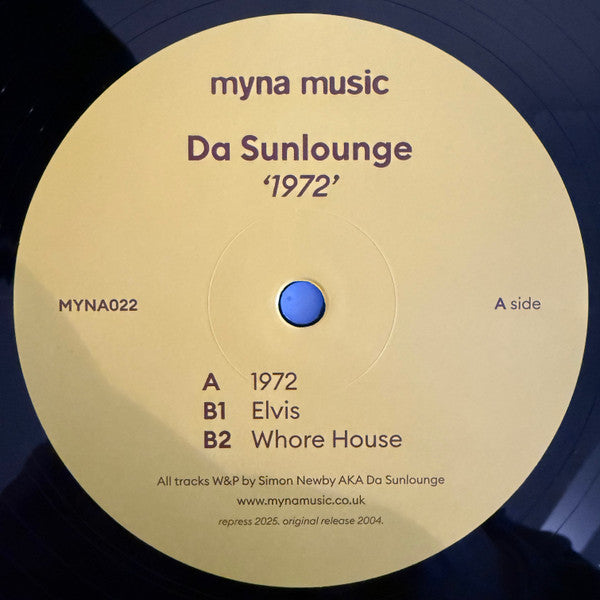 myna music
Da Sunlounge
‘1972’
MYNA022
A side
A 1972
B1 Elvis
B2 Whore House
All tracks W&P by Simon Newby AKA Da Sunlounge
www.mynamusic.co.uk
repress 2025. original release 2004.